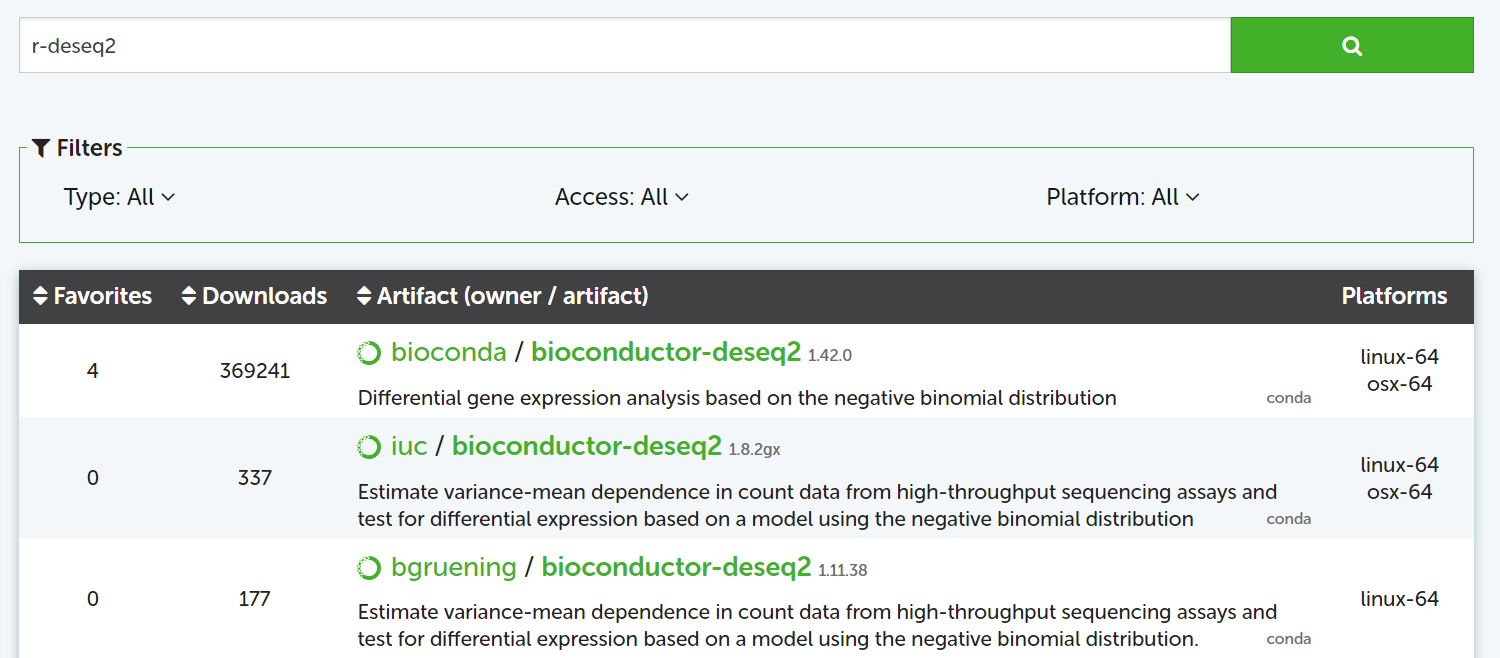 r-deseq2
Filters
Type: All
Access: All
Platform: All
Favorites Downloads Artifact (owner / artifact) Platforms
4 369241 bioconda / bioconductor-deseq2 1.42.0 linux-64
osx-64
Differential gene expression analysis based on the negative binomial distribution conda
0 337 iuc / bioconductor-deseq2 1.8.2gx linux-64
osx-64
Estimate variance-mean dependence in count data from high-throughput sequencing assays and
test for differential expression based on a model using the negative binomial distribution conda
0 177 bgruening / bioconductor-deseq2 1.11.38 linux-64
Estimate variance-mean dependence in count data from high-throughput sequencing assays and
test for differential expression based on a model using the negative binomial distribution. conda